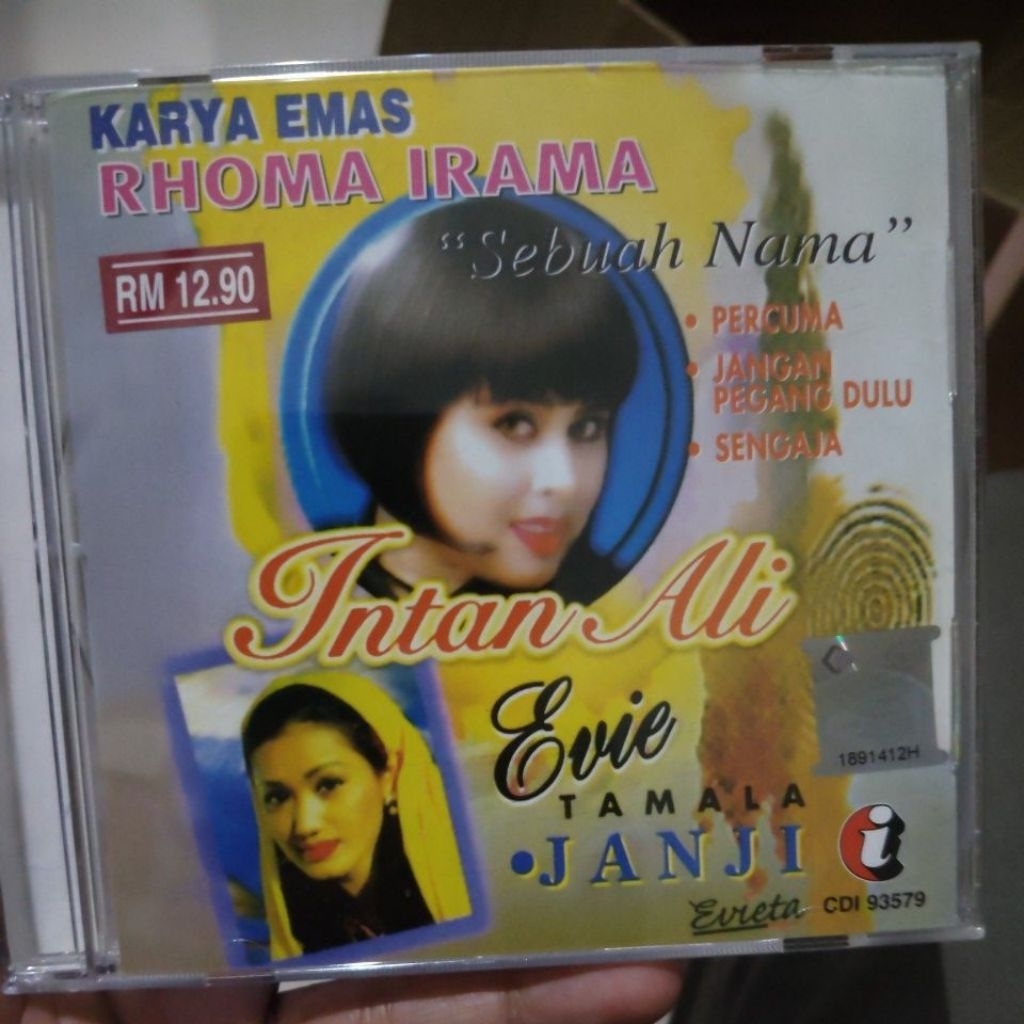 KARYA EMAS
RHOMA IRAMA
"Sebuah Nama"
RM 12.90
• PERCUMA
• JANGAN
PEGANG DULU
• SENGAJA
Intan Ali
Evie
TAMALA
• JANJI
1891412H
i
Evieta CDI 93579